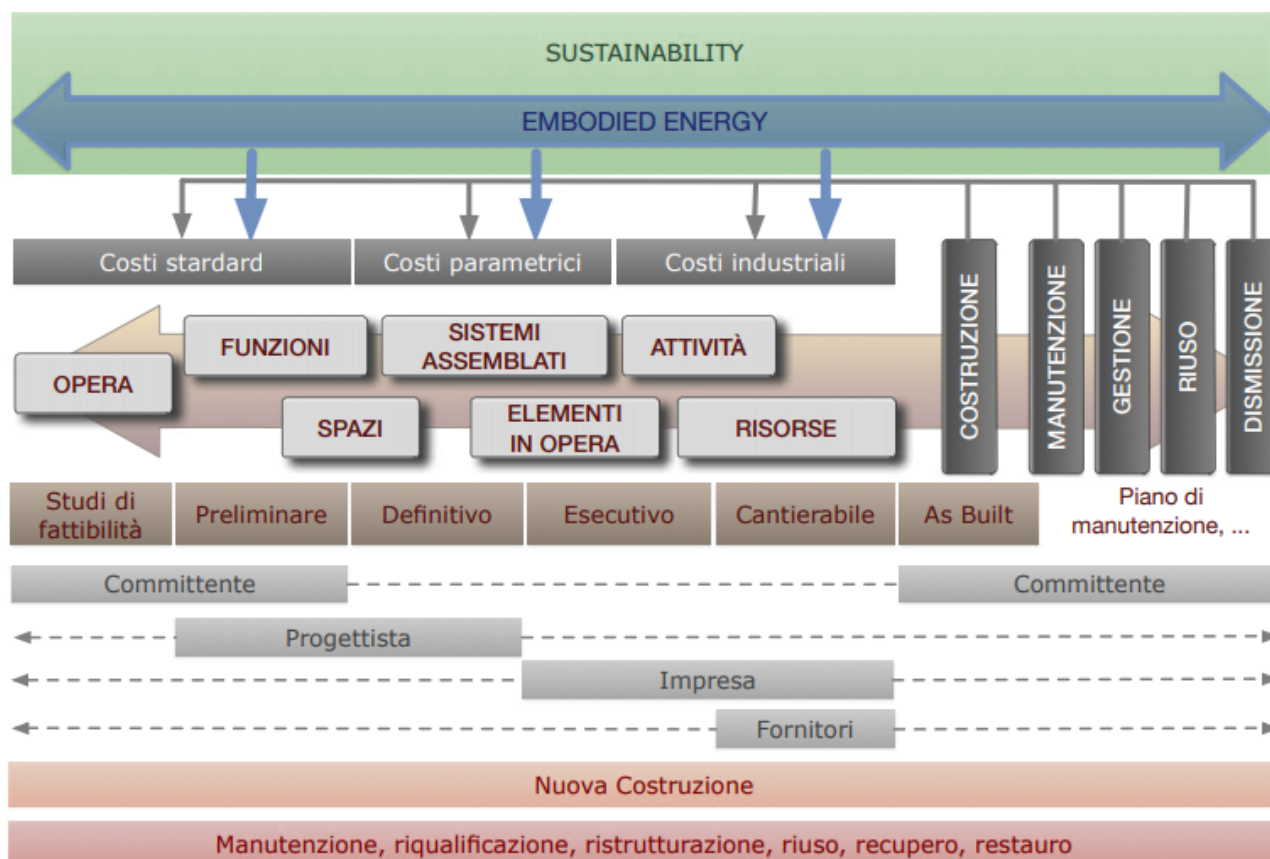 SUSTAINABILITY
EMBODIED ENERGY
Costi stardard
Costi parametrici
Costi industriali
COSTRUZIONE
MANUTENZIONE
GESTIONE
RIUSO
DISMISSIONE
OPERA
FUNZIONI
SPAZI
SISTEMI
ASSEMBLATI
ELEMENTI
IN OPERA
ATTIVITÀ
RISORSE
Studi di
fattibilità
Preliminare
Definitivo
Esecutivo
Cantierabile
As Built
Piano di
manutenzione, ...
Committente
Committente
Progettista
Impresa
Fornitori
Nuova Costruzione
Manutenzione, riqualificazione, ristrutturazione, riuso, recupero, restauro